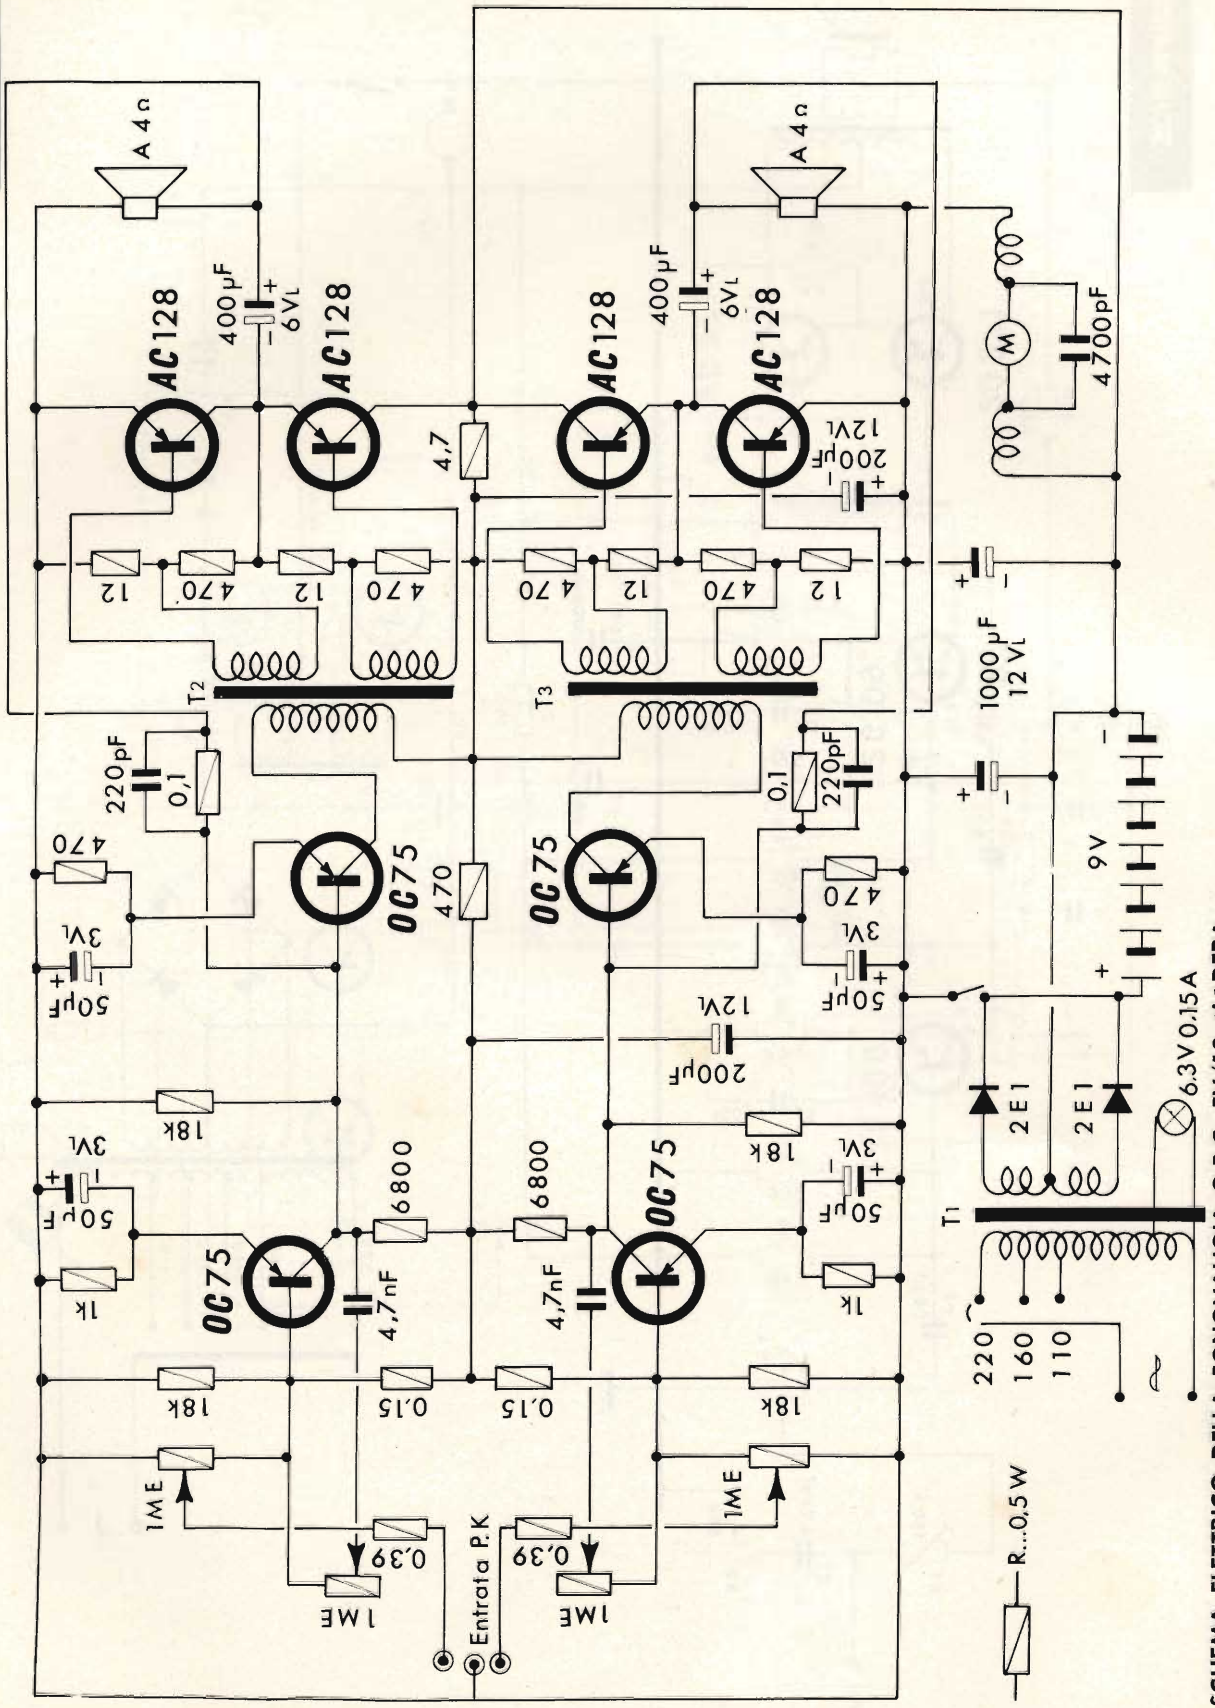 A 4Ω
400µF
+
−
6VL
AC128
AC128
12
470
12
470
4,7
T2
220pF
0,1
470
3VL
50µF
+
−
OC75
470
18k
3VL
50µF
+
−
1k
OC75
6800
4,7nF
18k
0.15
1ME
0,39
1ME
Entrata P.K
A 4Ω
400µF
+
−
6VL
AC128
AC128
12VL
200µF
−
+
470
12
470
12
T3
0,1
220pF
OC75
470
3VL
50µF
−
+
12VL
200µF
6800
18k
OC75
3VL
50µF
−
+
1k
4,7nF
0.15
18k
1ME
0,39
1ME
M
4700pF
+
−
1000µF
12 VL
+
−
9V
−
+
2E1
2E1
6.3V 0.15A
T1
220
160
110
R...0,5 W